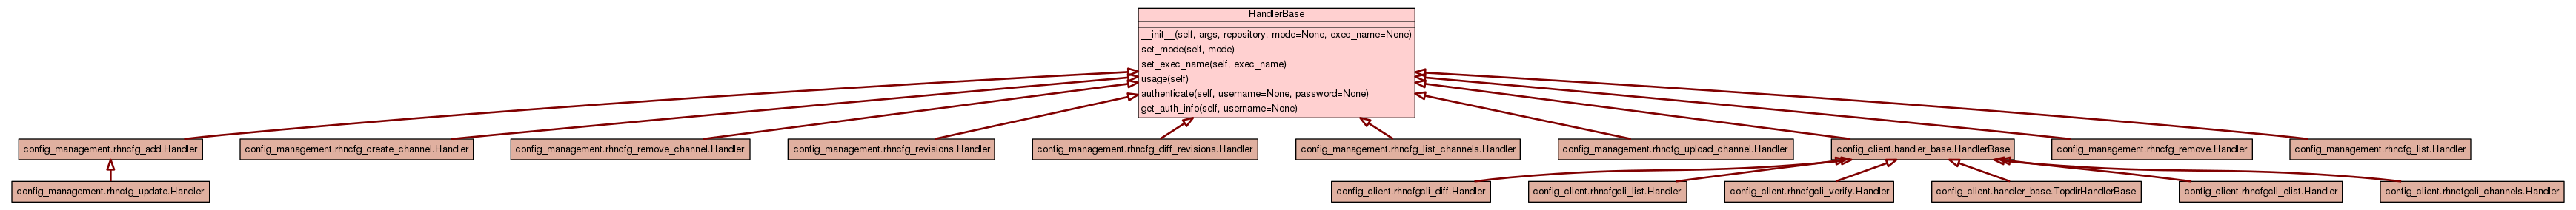 HandlerBase
__init__(self, args, repository, mode=None, exec_name=None)
set_mode(self, mode)
set_exec_name(self, exec_name)
usage(self)
authenticate(self, username=None, password=None)
get_auth_info(self, username=None)
config_management.rhncfg_add.Handler
config_management.rhncfg_create_channel.Handler
config_management.rhncfg_remove_channel.Handler
config_management.rhncfg_revisions.Handler
config_management.rhncfg_diff_revisions.Handler
config_management.rhncfg_list_channels.Handler
config_management.rhncfg_upload_channel.Handler
config_client.handler_base.HandlerBase
config_management.rhncfg_remove.Handler
config_management.rhncfg_list.Handler
config_management.rhncfg_update.Handler
config_client.rhncfgcli_diff.Handler
config_client.rhncfgcli_list.Handler
config_client.rhncfgcli_verify.Handler
config_client.handler_base.TopdirHandlerBase
config_client.rhncfgcli_elist.Handler
config_client.rhncfgcli_channels.Handler